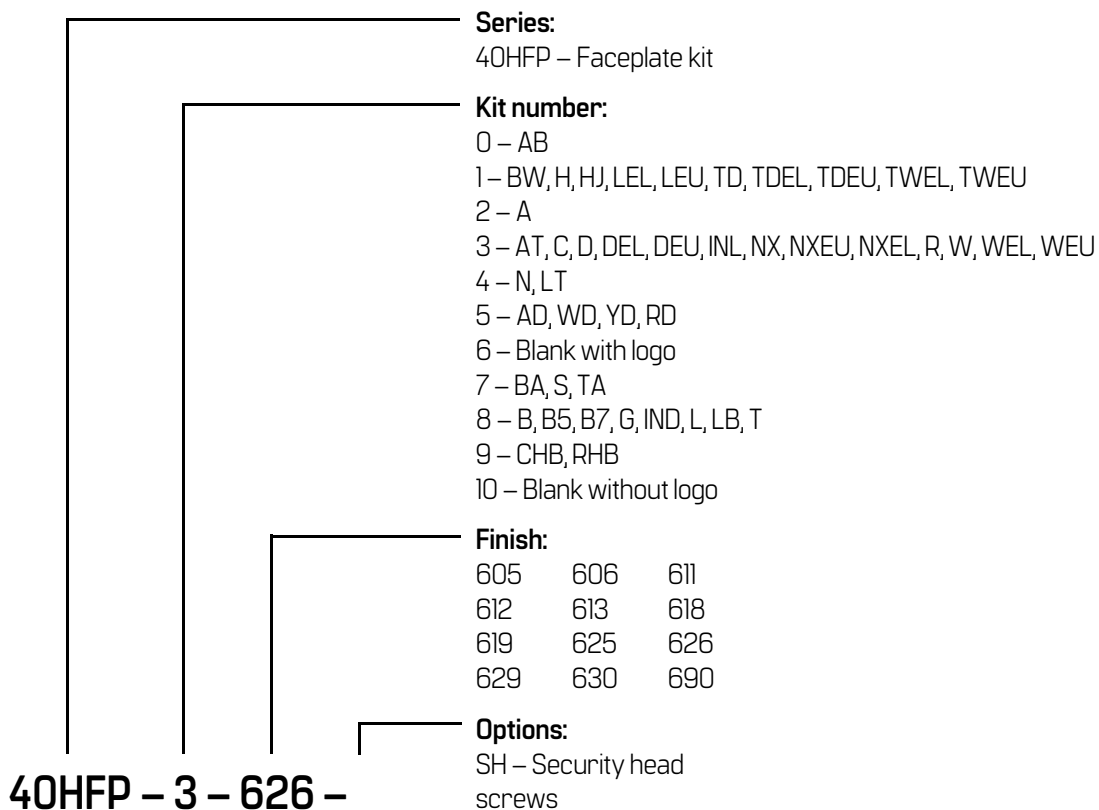 Series:
40HFP – Faceplate kit
Kit number:
0 – AB
1 – BW, H, HJ, LEL, LEU, TD, TDEL, TDEU, TWEL, TWEU
2 – A
3 – AT, C, D, DEL, DEU, INL, NX, NXEU, NXEL, R, W, WEL, WEU
4 – N, LT
5 – AD, WD, YD, RD
6 – Blank with logo
7 – BA, S, TA
8 – B, B5, B7, G, IND, L, LB, T
9 – CHB, RHB
10 – Blank without logo
Finish:
605 606 611
612 613 618
619 625 626
629 630 690
Options:
SH – Security head
screws
40HFP – 3 – 626 –